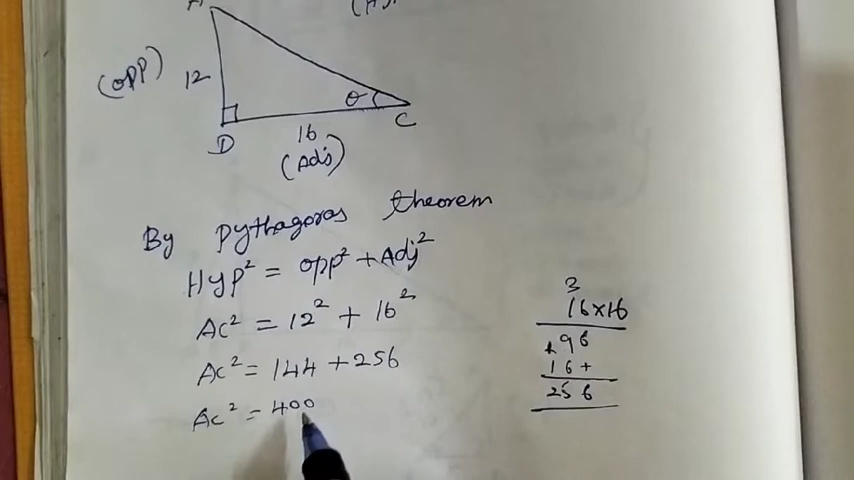 (opp)
12
θ
D
16
C
(Adj)
By pythagoras theorem
Hyp² = opp² + Adj²
AC² = 12² + 16²
AC² = 144 + 256
AC² = 400
3
16×16
96
16+
256